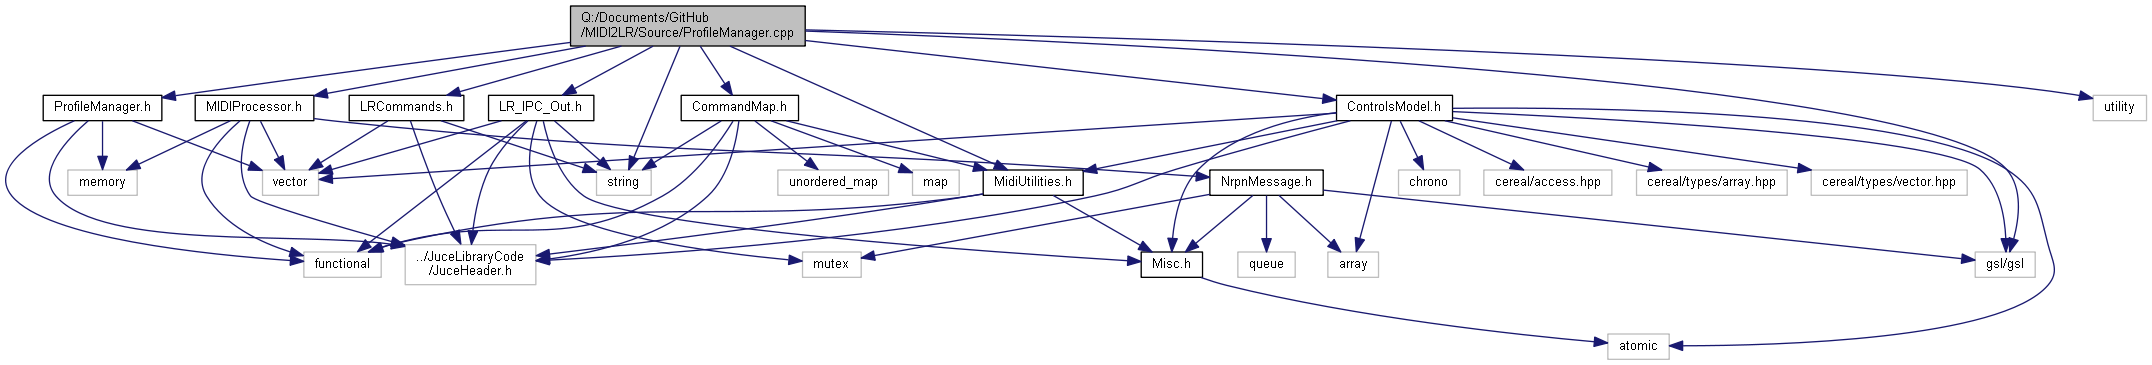 Q:/Documents/GitHub
/MIDI2LR/Source/ProfileManager.cpp
ProfileManager.h
MIDIProcessor.h
LRCommands.h
LR_IPC_Out.h
CommandMap.h
ControlsModel.h
utility
memory
vector
string
unordered_map
map
MidiUtilities.h
NrpnMessage.h
chrono
cereal/access.hpp
cereal/types/array.hpp
cereal/types/vector.hpp
functional
../JuceLibraryCode
/JuceHeader.h
mutex
Misc.h
queue
array
gsl/gsl
atomic